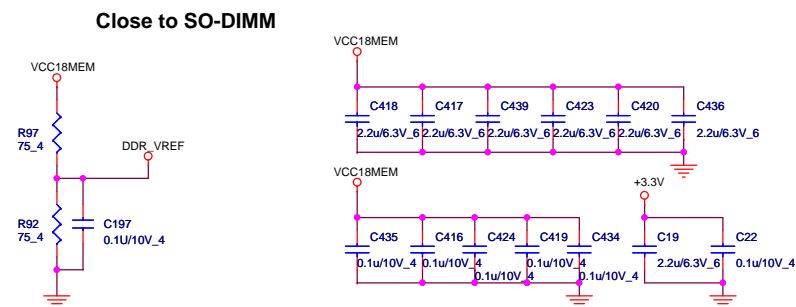 Close to SO-DIMM
VCC18MEM
R97
75_4
DDR_VREF
R92
75_4
C197
0.1U/10V_4
VCC18MEM
C418
2.2u/6.3V_6
C417
2.2u/6.3V_6
C439
2.2u/6.3V_6
C423
2.2u/6.3V_6
C420
2.2u/6.3V_6
C436
2.2u/6.3V_6
VCC18MEM
C435
0.1u/10V_4
C416
0.1u/10V_4
C424
0.1u/10V_4
C419
0.1u/10V_4
C434
0.1u/10V_4
+3.3V
C19
2.2u/6.3V_6
C22
0.1u/10V_4